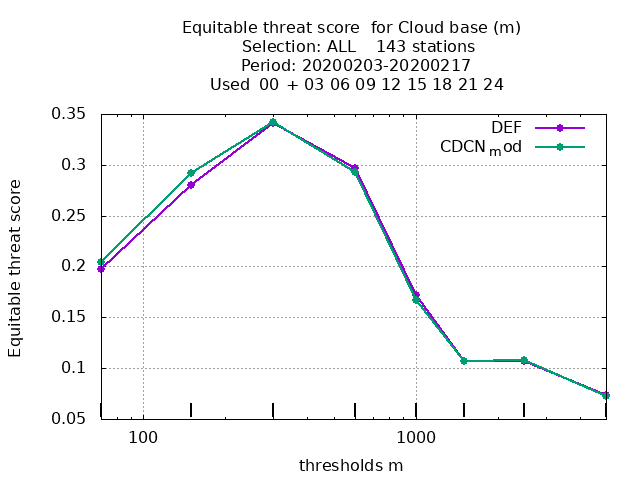 Equitable threat score  for Cloud base (m)
Selection: ALL    143 stations
Period: 20200203-20200217
Used  00 + 03 06 09 12 15 18 21 24
DEF
CDCNmod
Equitable threat score
0.35
0.3
0.25
0.2
0.15
0.1
0.05
100 1000
thresholds m